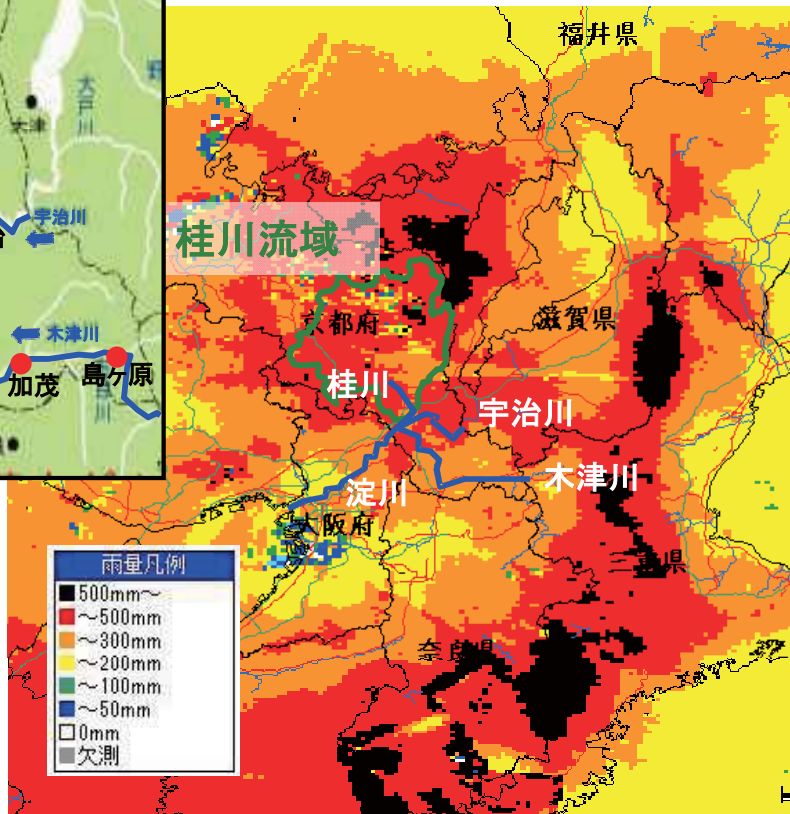 福井県
大戸川
大津
宇治川
木津川
加茂
島ヶ原
川
桂川流域
京都府
滋賀県
桂川
宇治川
木津川
淀川
大阪府
三重県
奈良県
雨量凡例
500mm～
～500mm
～300mm
～200mm
～100mm
～50mm
0mm
欠測